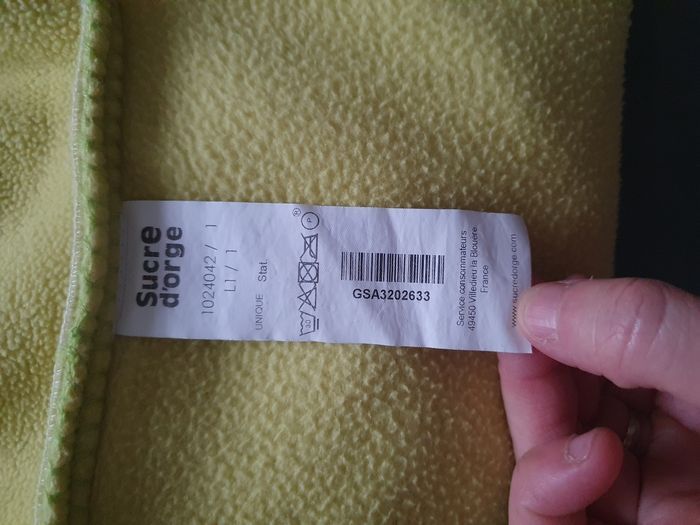 Sucre
d'orge
1024042 / 1
L1 / 1
UNIQUE Stat.
®
P
GSA3202633
Service consommateurs
49450 Villedieu la Blouère
France
www.sucredorge.com